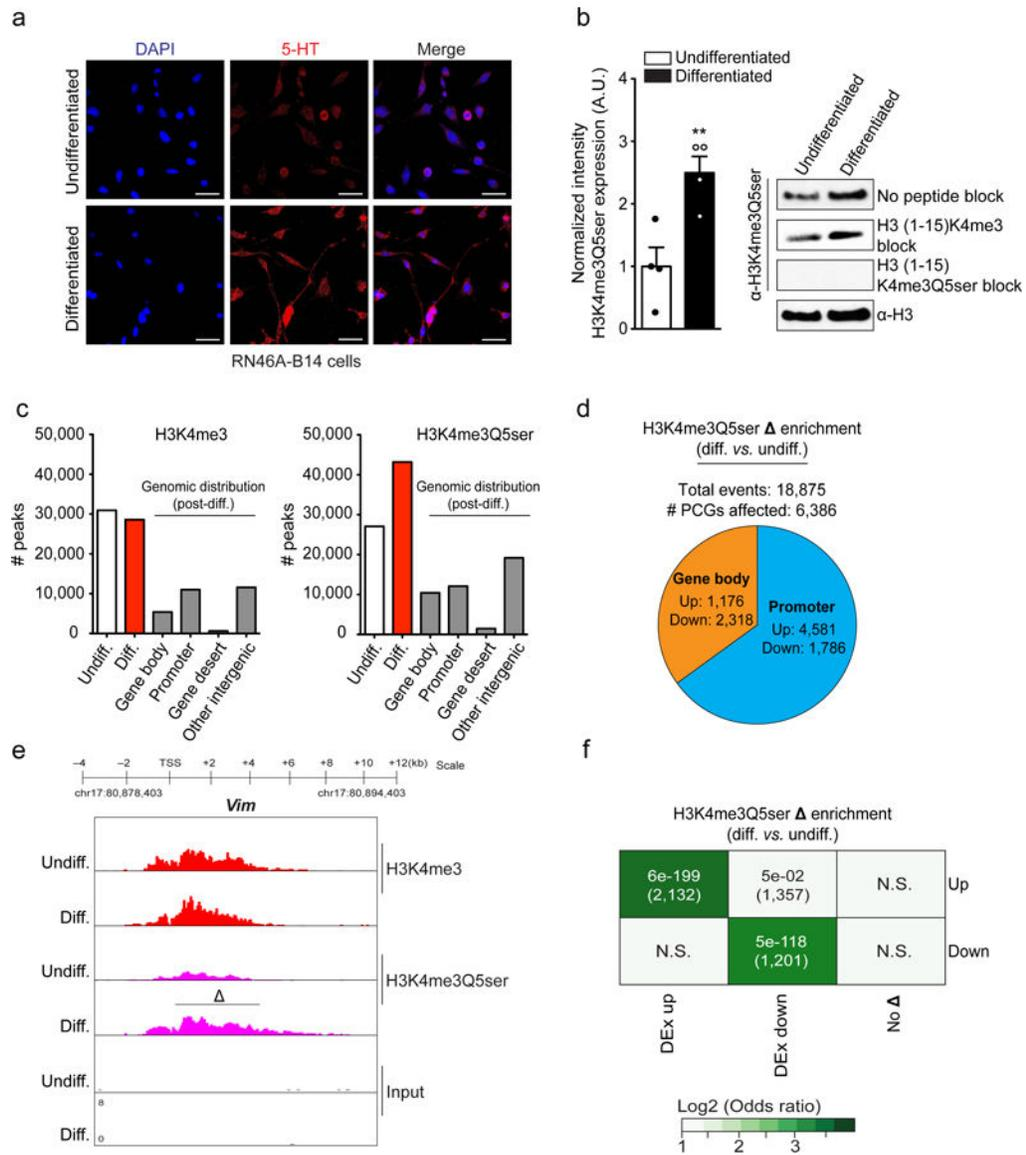 a
DAPI
5-HT
Merge
Undifferentiated
Differentiated
RN46A-B14 cells
b
Undifferentiated
Differentiated
Normalized intensity
H3K4me3Q5ser expression (A.U.)
4
3
2
1
0
**
oo
Undifferentiated
Differentiated
α-H3K4me3Q5ser
No peptide block
H3 (1-15)K4me3
block
H3 (1-15)
K4me3Q5ser block
α-H3
c
H3K4me3
# peaks
50,000
40,000
30,000
20,000
10,000
0
Genomic distribution
(post-diff.)
Undiff.
Diff.
Gene body
Promoter
Gene desert
Other intergenic
H3K4me3Q5ser
# peaks
50,000
40,000
30,000
20,000
10,000
0
Genomic distribution
(post-diff.)
Undiff.
Diff.
Gene body
Promoter
Gene desert
Other intergenic
d
H3K4me3Q5ser Δ enrichment
(diff. vs. undiff.)
Total events: 18,875
# PCGs affected: 6,386
Gene body
Up: 1,176
Down: 2,318
Promoter
Up: 4,581
Down: 1,786
e
−4 −2 TSS +2 +4 +6 +8 +10 +12(kb) Scale
chr17:80,878,403 chr17:80,894,403
Vim
Undiff.
H3K4me3
Diff.
Undiff.
H3K4me3Q5ser
Δ
Diff.
Undiff.
Input
8
Diff.
0
f
H3K4me3Q5ser Δ enrichment
(diff. vs. undiff.)
6e-199 5e-02 N.S. Up
(2,132) (1,357)
N.S. 5e-118 N.S. Down
(1,201)
DEx up
DEx down
No Δ
Log2 (Odds ratio)
1 2 3